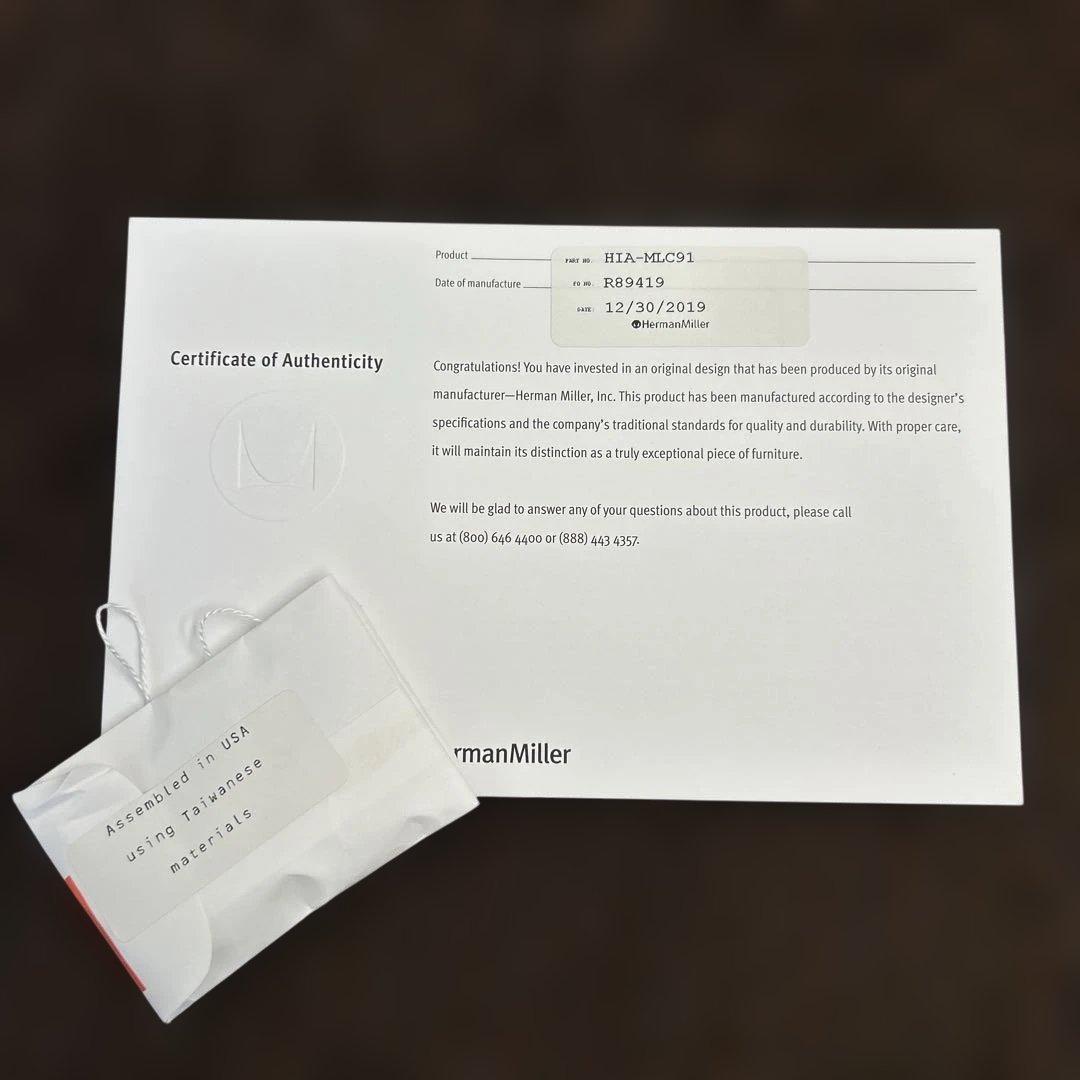 Product
PART NO. HIA-MLC91
Date of manufacture
FO NO. R89419
DATE: 12/30/2019
HermanMiller
Certificate of Authenticity
Congratulations! You have invested in an original design that has been produced by its original
manufacturer—Herman Miller, Inc. This product has been manufactured according to the designer's
specifications and the company's traditional standards for quality and durability. With proper care,
it will maintain its distinction as a truly exceptional piece of furniture.
We will be glad to answer any of your questions about this product, please call
us at (800) 646 4400 or (888) 443 4357.
rmanMiller
Assembled in USA
using Taiwanese
materials